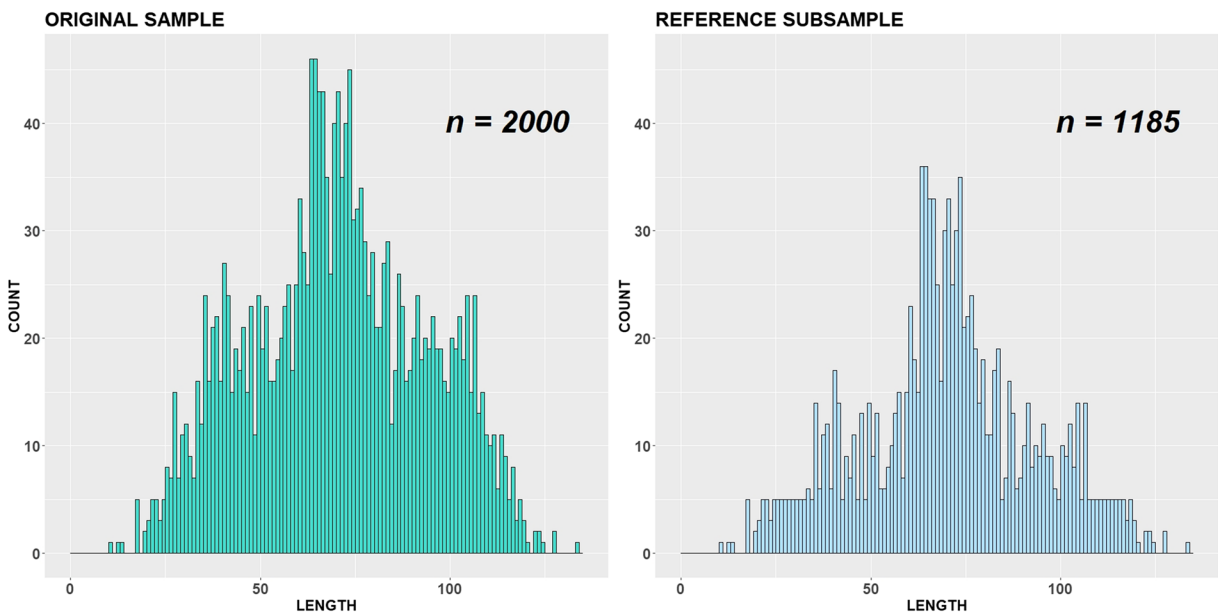 ORIGINAL SAMPLE
n = 2000
COUNT
40
30
20
10
0
0 50 100
LENGTH
REFERENCE SUBSAMPLE
n = 1185
COUNT
40
30
20
10
0
0 50 100
LENGTH